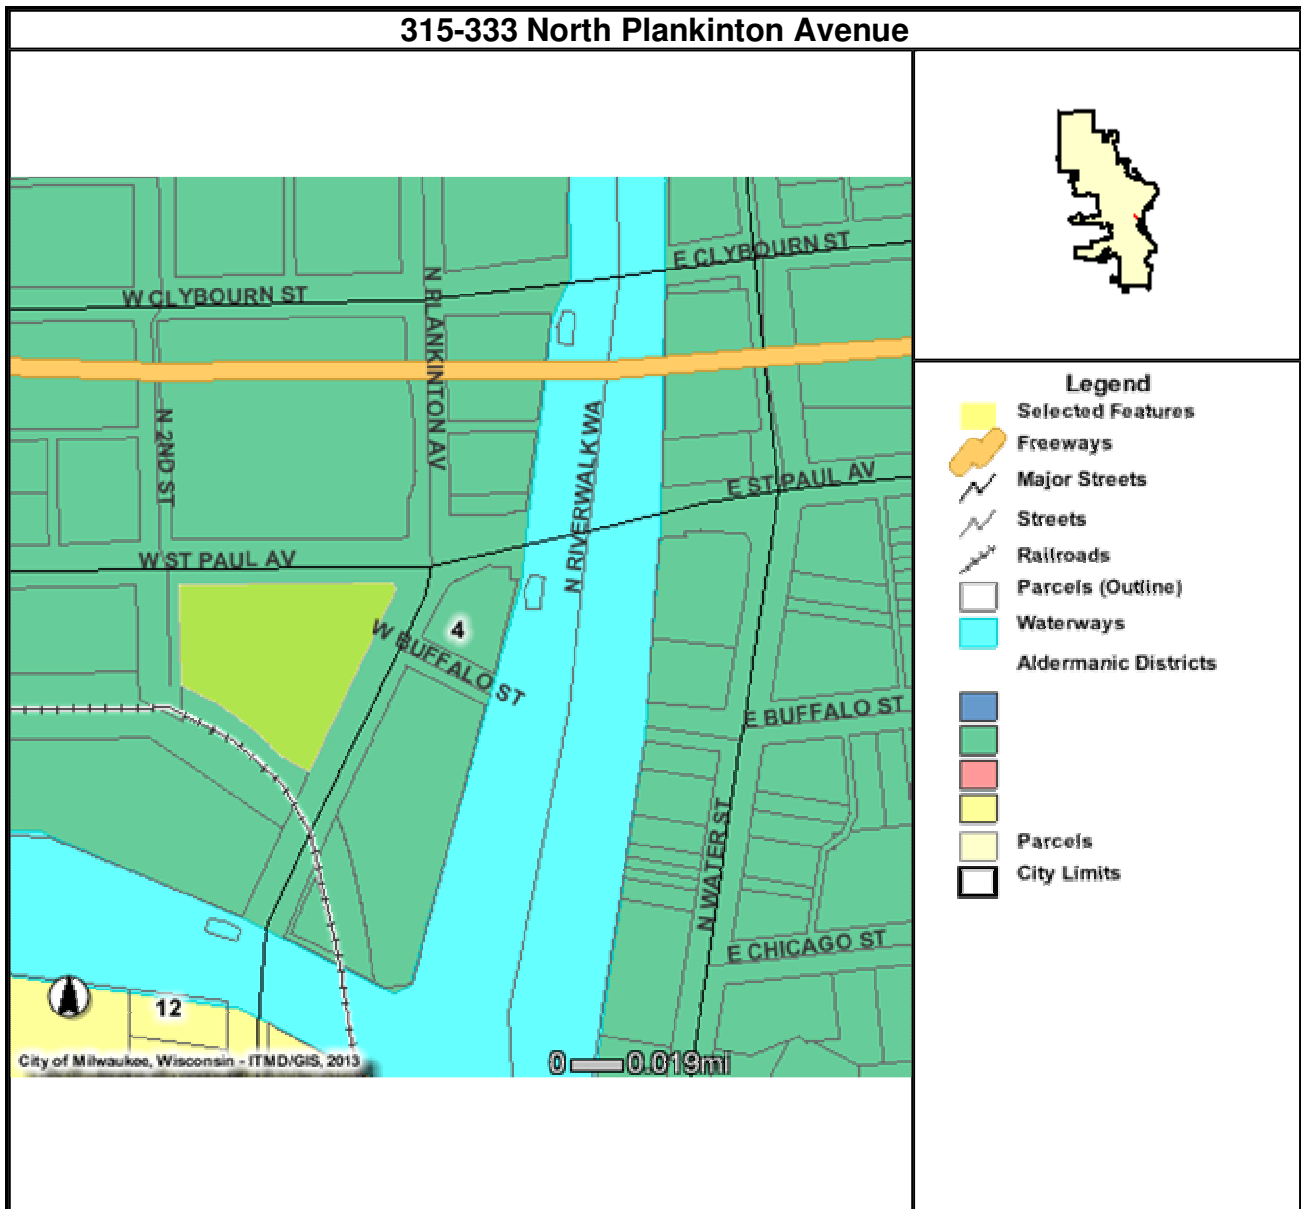 315-333 North Plankinton Avenue
E CLYBOURN ST
W CLYBOURN ST
N PLANKINTON AV
N 2ND ST
N RIVERWALK WA
E ST PAUL AV
W ST PAUL AV
4
W BUFFALO ST
E BUFFALO ST
N WATER ST
E CHICAGO ST
12
City of Milwaukee, Wisconsin - ITMD/GIS, 2013
0 0.019mi
Legend
Selected Features
Freeways
Major Streets
Streets
Railroads
Parcels (Outline)
Waterways
Aldermanic Districts
Parcels
City Limits